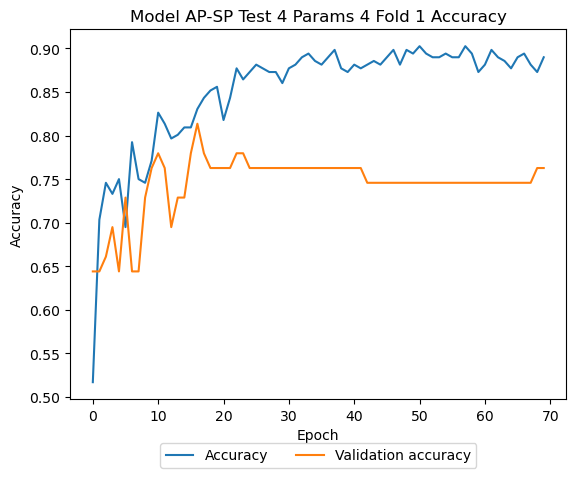 Model AP-SP Test 4 Params 4 Fold 1 Accuracy
0.90
0.85
0.80
0.75
0.70
0.65
0.60
0.55
0.50
Accuracy
0 10 20 30 40 50 60 70
Epoch
Accuracy Validation accuracy